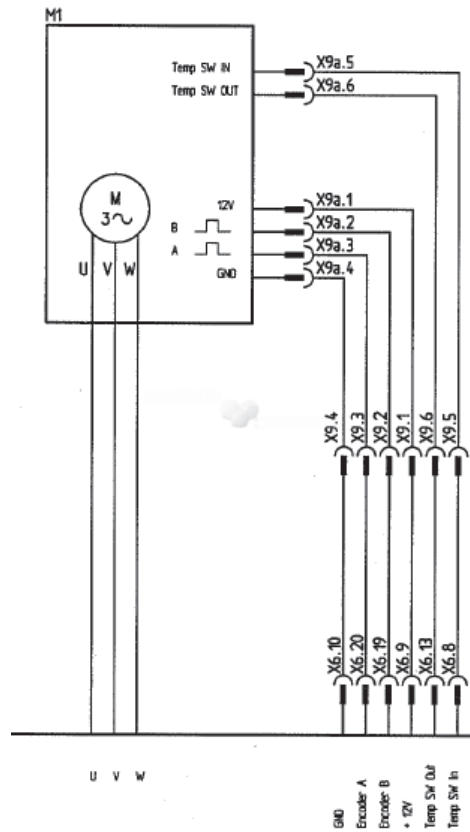 M1
Temp SW IN
X9a.5
Temp SW OUT
X9a.6
M
3~
12V
X9a.1
B
X9a.2
A
X9a.3
GND
X9a.4
U V W
X9.4
X9.3
X9.2
X9.1
X9.6
X9.5
X6.10
X6.20
X6.19
X6.9
X6.13
X6.8
U V W
GND
Encoder A
Encoder B
+ 12V
Temp SW Out
Temp SW In